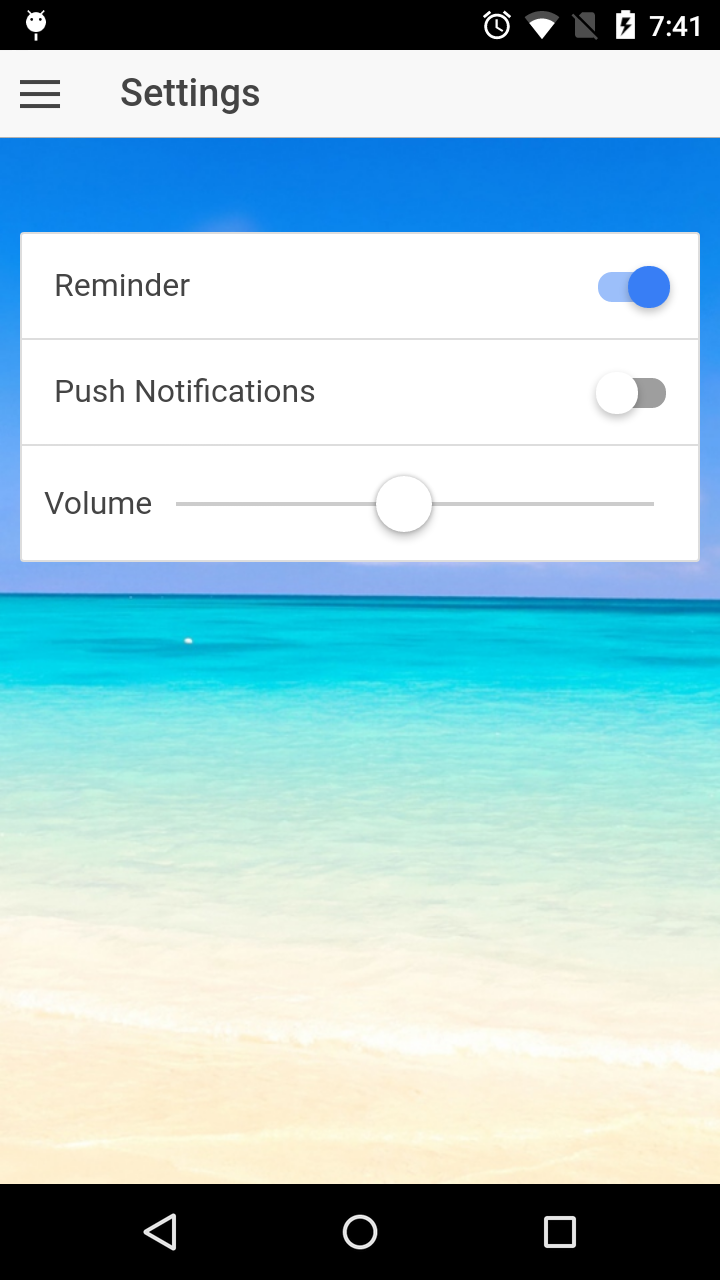 7:41
Settings
Reminder
Push Notifications
Volume